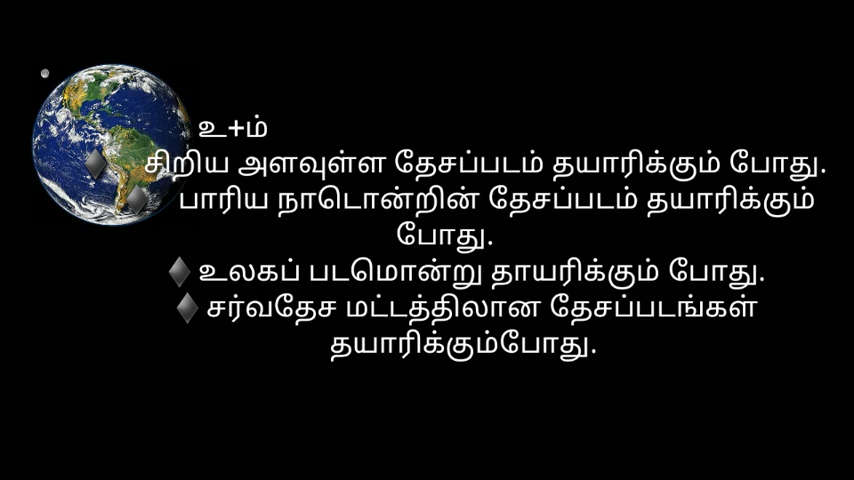 உ+ம்
♦ சிறிய அளவுள்ள தேசப்படம் தயாரிக்கும் போது.
♦ பாரிய நாடொன்றின் தேசப்படம் தயாரிக்கும்
போது.
♦ உலகப் படமொன்று தாயரிக்கும் போது.
♦ சர்வதேச மட்டத்திலான தேசப்படங்கள்
தயாரிக்கும்போது.